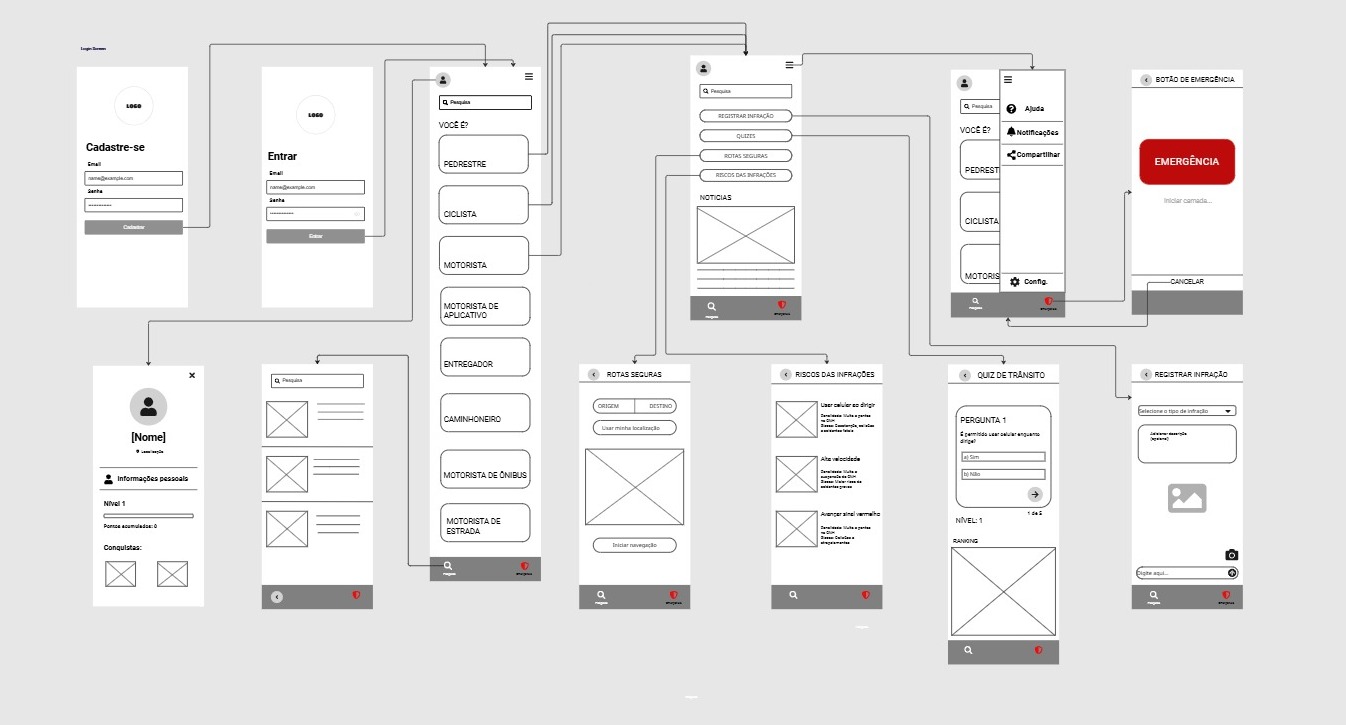 Login Screen
LOGO
Cadastre-se
Email
name@example.com
Senha
Cadastrar
LOGO
Entrar
Email
name@example.com
Senha
Entrar
Pesquisa
VOCÊ É?
PEDRESTRE
CICLISTA
MOTORISTA
MOTORISTA DE
APLICATIVO
ENTREGADOR
CAMINHONEIRO
MOTORISTA DE ÔNIBUS
MOTORISTA DE
ESTRADA
Pesquisa
REGISTRAR INFRAÇÃO
QUIZES
ROTAS SEGURAS
RISCOS DAS INFRAÇÕES
NOTICIAS
Pesquisa
VOCÊ É?
PEDREST
CICLISTA
MOTORIS
Ajuda
Notificações
Compartilhar
Config.
BOTÃO DE EMERGÊNCIA
EMERGÊNCIA
Iniciar camada...
CANCELAR
[Nome]
Localização
Informações pessoais
Nível 1
Pontos acumulados: 0
Conquistas:
Pesquisa
ROTAS SEGURAS
ORIGEM
DESTINO
Usar minha localização
Iniciar navegação
RISCOS DAS INFRAÇÕES
Usar celular ao dirigir
Alta velocidade
Avançar sinal vermelho
QUIZ DE TRÂNSITO
PERGUNTA 1
É permitido usar celular enquanto
dirige?
a) Sim
b) Não
1 de 5
NÍVEL: 1
RANKING
REGISTRAR INFRAÇÃO
Selecione o tipo de infração
Adicionar descrição
(opcional)
Digite aqui...